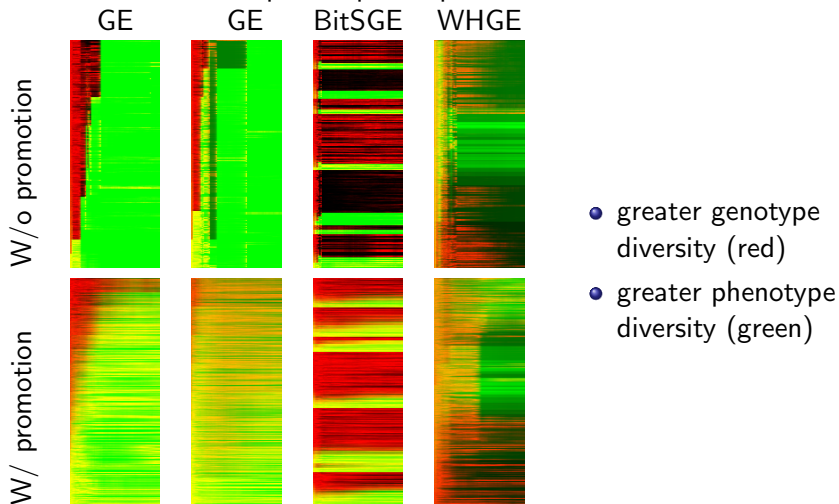 GE GE BitSGE WHGE
W/o promotion
W/ promotion
greater genotype
diversity (red)
greater phenotype
diversity (green)